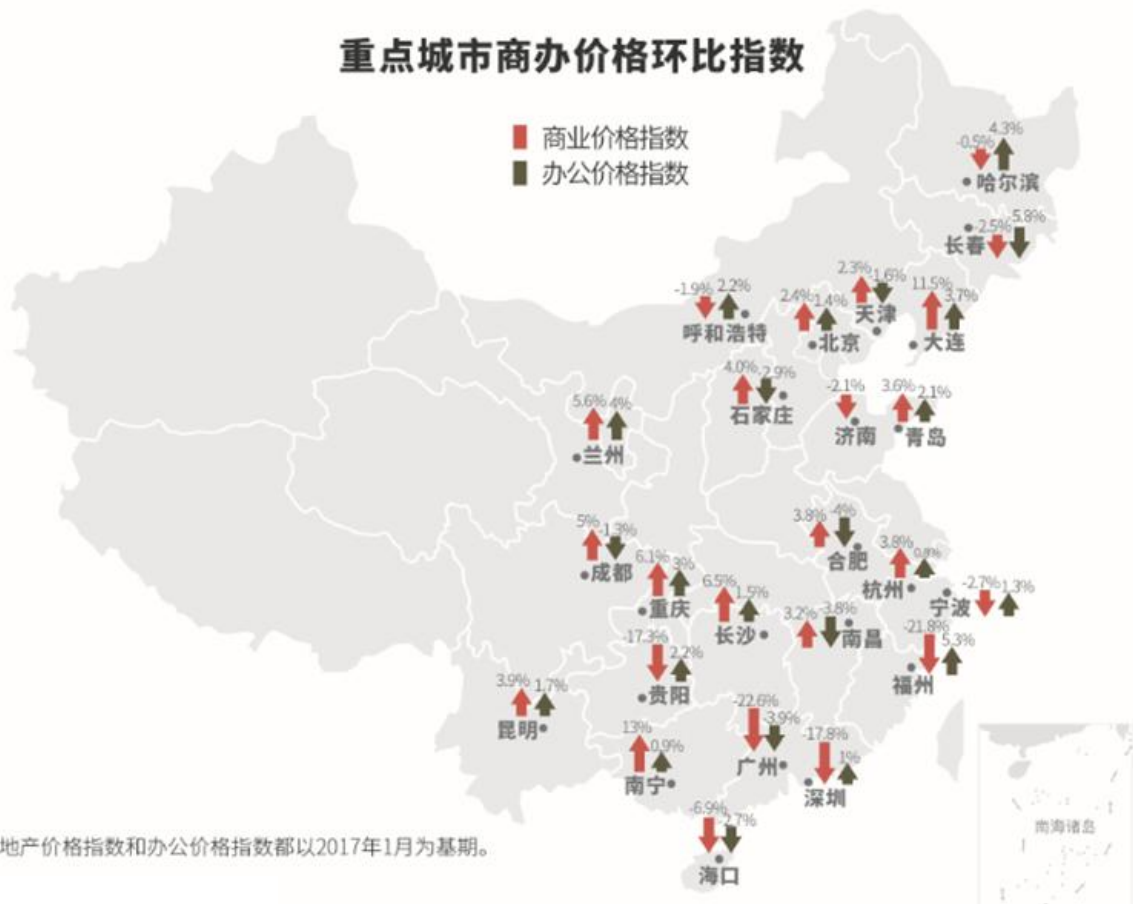 重点城市商办价格环比指数
商业价格指数
办公价格指数
-0.5% 4.3%
哈尔滨
-2.5% -5.8%
长春
2.3% -1.6%
天津
11.5% 3.7%
大连
-1.9% 2.2%
呼和浩特
2.4% 1.4%
北京
4.0% -2.9%
石家庄
-2.1%
济南
3.6% 2.1%
青岛
5.6% 4%
兰州
3.8% -4%
合肥
3.8% 0.8%
杭州
5% -1.3%
成都
6.1% 3%
重庆
6.5% 1.5%
长沙
-2.7% 1.3%
宁波
3.2% -3.8%
南昌
-21.8% 5.3%
福州
-17.3% 2.2%
贵阳
3.9% 1.7%
昆明
-22.6% -3.9%
广州
-17.8% 1%
深圳
13% 0.9%
南宁
-6.9% -2.7%
海口
南海诸岛
地产价格指数和办公价格指数都以2017年1月为基期。